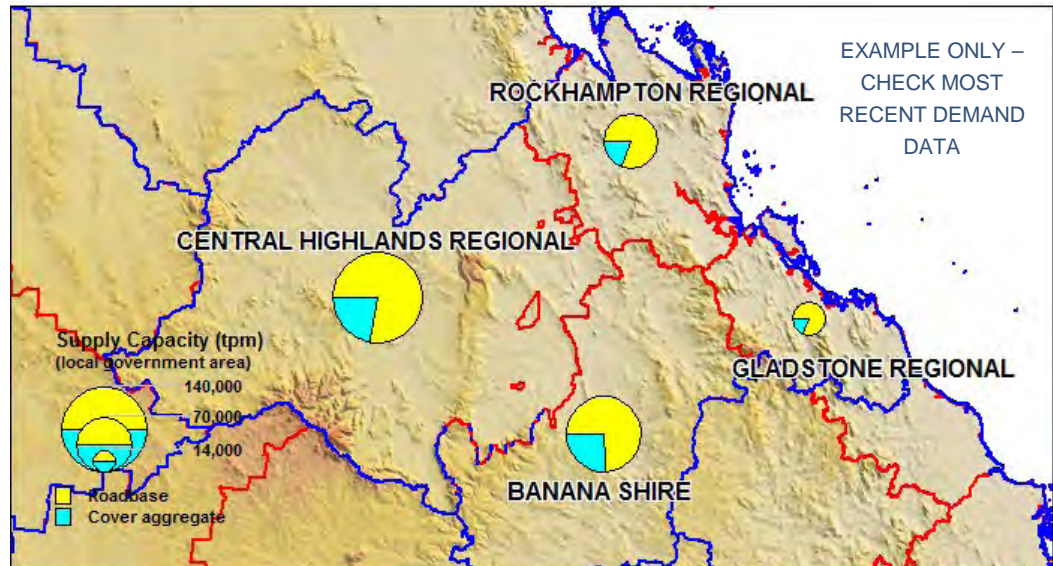 EXAMPLE ONLY –
CHECK MOST
RECENT DEMAND
DATA
ROCKHAMPTON REGIONAL
CENTRAL HIGHLANDS REGIONAL
GLADSTONE REGIONAL
BANANA SHIRE
Supply Capacity (tpm)
(local government area)
140,000
70,000
14,000
Roadbase
Cover aggregate